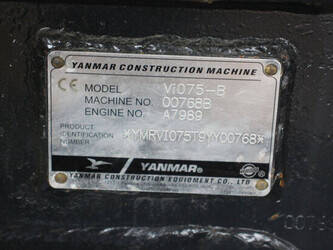 YANMAR CONSTRUCTION MACHINE
CE MODEL Vi075-B
MACHINE NO. 00768B
ENGINE NO. A7989
PRODUCT
IDENTIFICATION
NUMBER *YMRVI075T9YY00768*
YANMAR®
YANMAR CONSTRUCTION EQUIPMENT CO., LTD